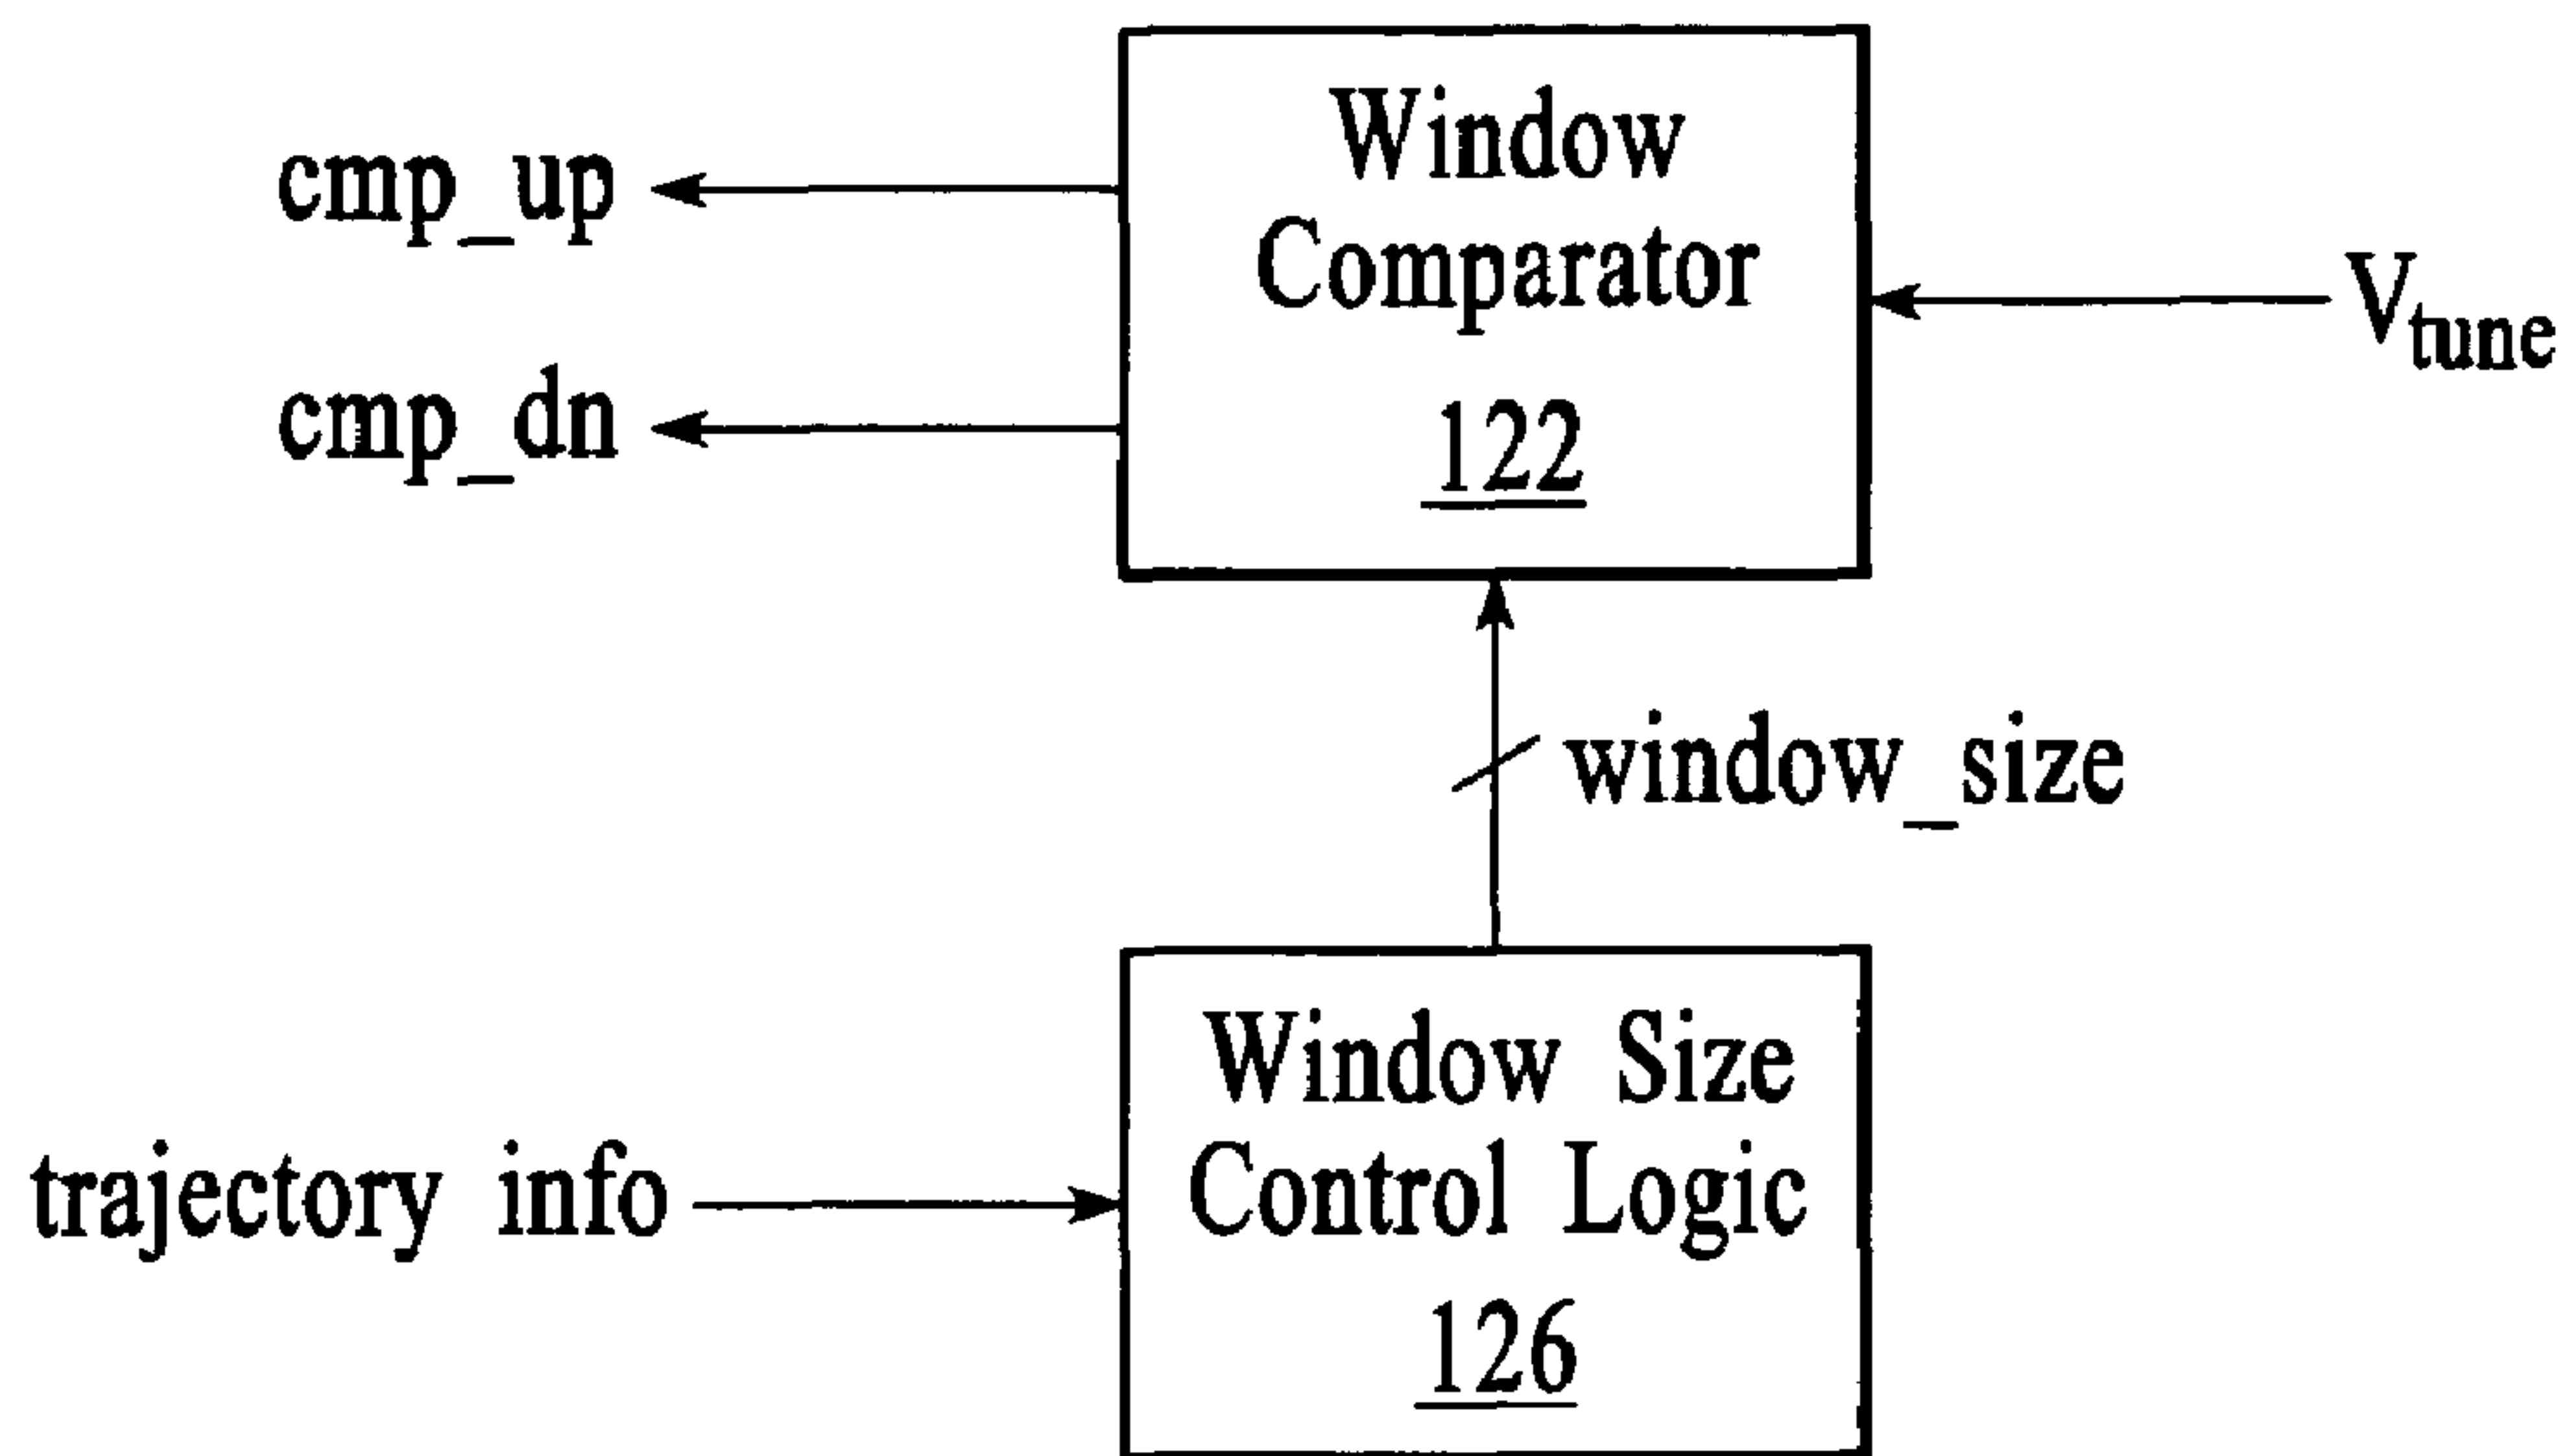 Window
Comparator
122
cmp_up
cmp_dn
Vtune
window_size
Window Size
Control Logic
126
trajectory info